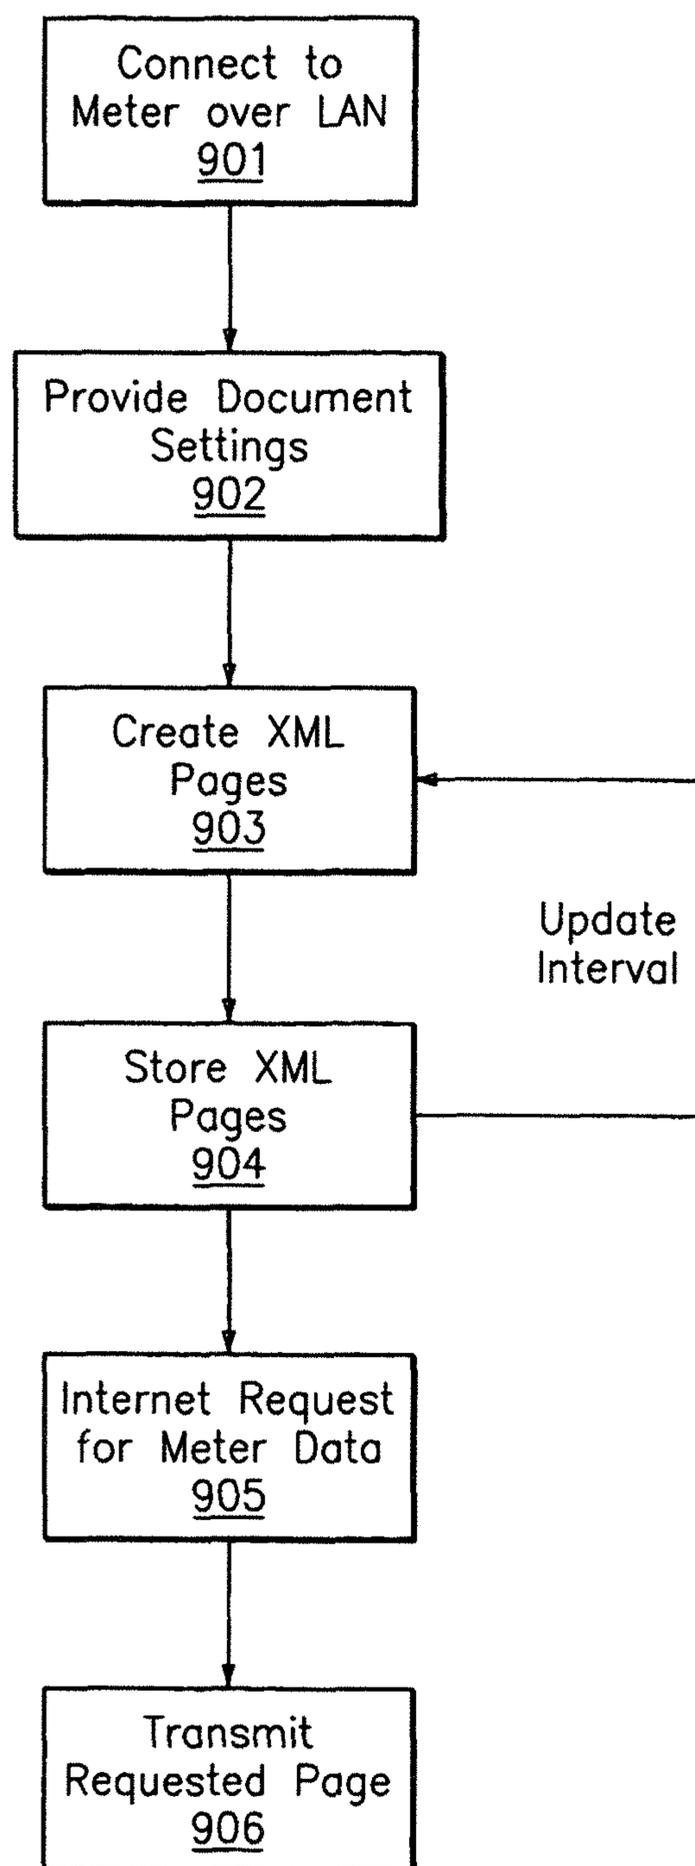 Connect to
Meter over LAN
901
Provide Document
Settings
902
Create XML
Pages
903
Update
Interval
Store XML
Pages
904
Internet Request
for Meter Data
905
Transmit
Requested Page
906